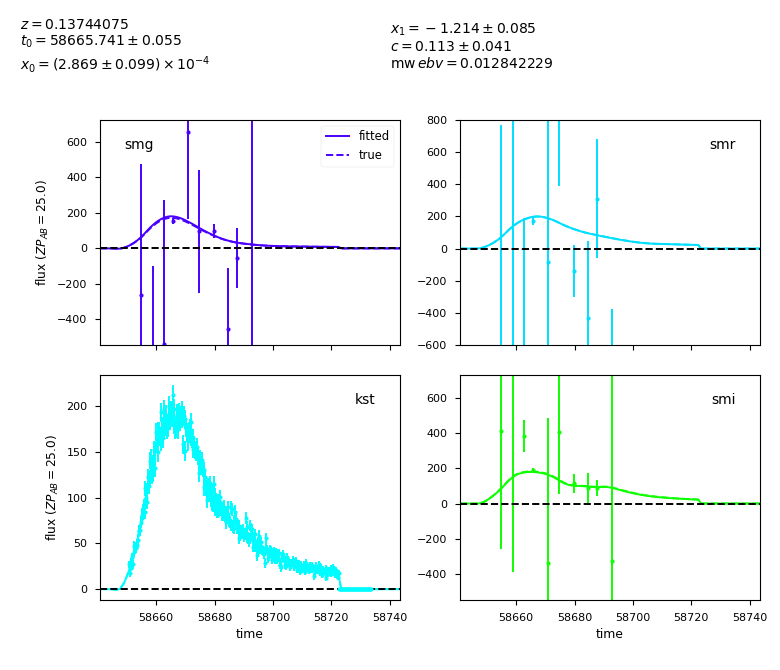 z = 0.13744075
t₀ = 58665.741 ± 0.055
x₀ = (2.869 ± 0.099) × 10⁻⁴
x₁ = −1.214 ± 0.085
c = 0.113 ± 0.041
mw ebv = 0.012842229
smg
fitted
true
600
400
200
0
−200
−400
flux (ZP_AB = 25.0)
smr
800
600
400
200
0
−200
−400
−600
kst
200
150
100
50
0
flux (ZP_AB = 25.0)
58660 58680 58700 58720 58740
time
smi
600
400
200
0
−200
−400
58660 58680 58700 58720 58740
time